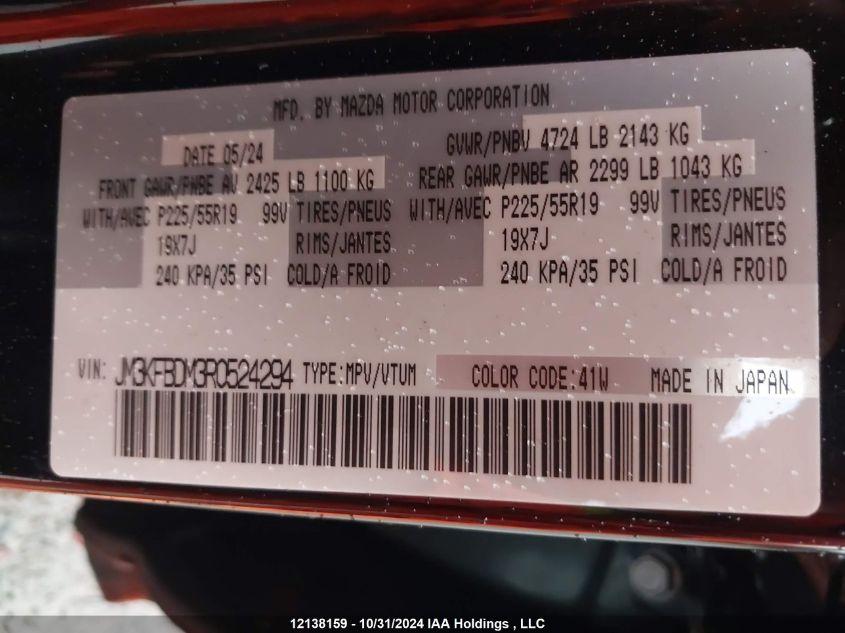 MFD. BY MAZDA MOTOR CORPORATION
DATE 05/24
GVWR/PNBV 4724 LB 2143 KG
FRONT GAWR/PNBE AV 2425 LB 1100 KG
REAR GAWR/PNBE AR 2299 LB 1043 KG
WITH/AVEC P225/55R19 99V TIRES/PNEUS
WITH/AVEC P225/55R19 99V TIRES/PNEUS
19X7J RIMS/JANTES
19X7J RIMS/JANTES
240 KPA/35 PSI COLD/A FROID
240 KPA/35 PSI COLD/A FROID
VIN: JM3KFBDM3R0524294 TYPE:MPV/VTUM COLOR CODE:41W MADE IN JAPAN
12138159 - 10/31/2024 IAA Holdings , LLC